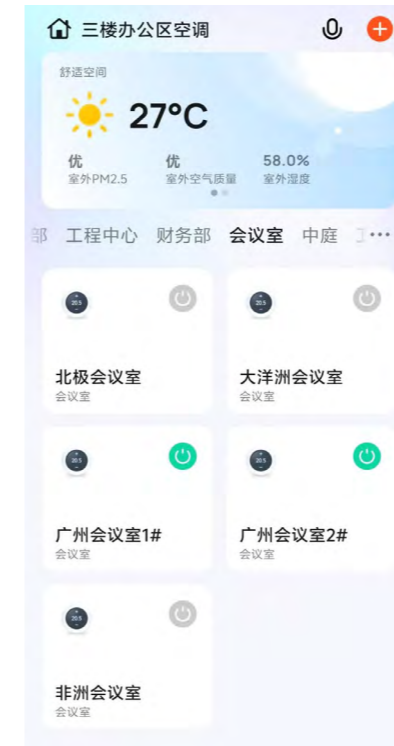 三楼办公区空调
舒适空间
27°C
优 优 58.0%
室外PM2.5 室外空气质量 室外湿度
部 工程中心 财务部 会议室 中庭
北极会议室 大洋洲会议室
会议室 会议室
广州会议室1# 广州会议室2#
会议室 会议室
非洲会议室
会议室